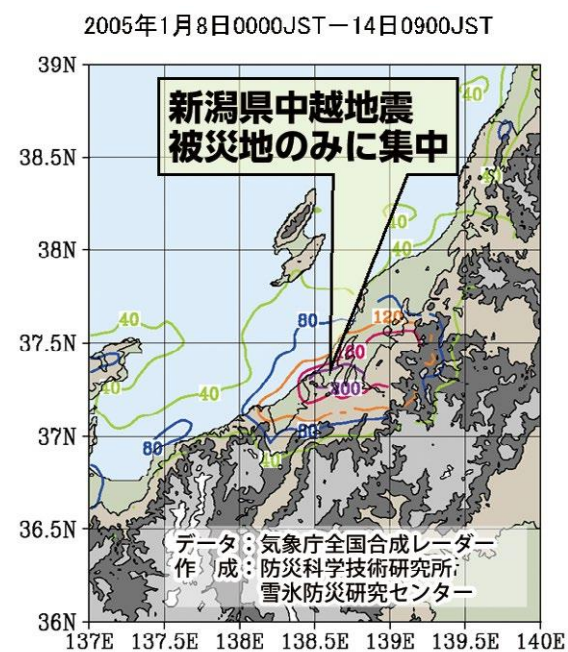 2005年1月8日0000JST－14日0900JST
39N
新潟県中越地震
被災地のみに集中
40
38.5N
40
40
38N
40
40
80
120
37.5N
160
200
40
40
37N
80
80
40
36.5N
データ：気象庁全国合成レーダー
作　成：防災科学技術研究所
雪氷防災研究センター
36N
137E 137.5E 138E 138.5E 139E 139.5E 140E